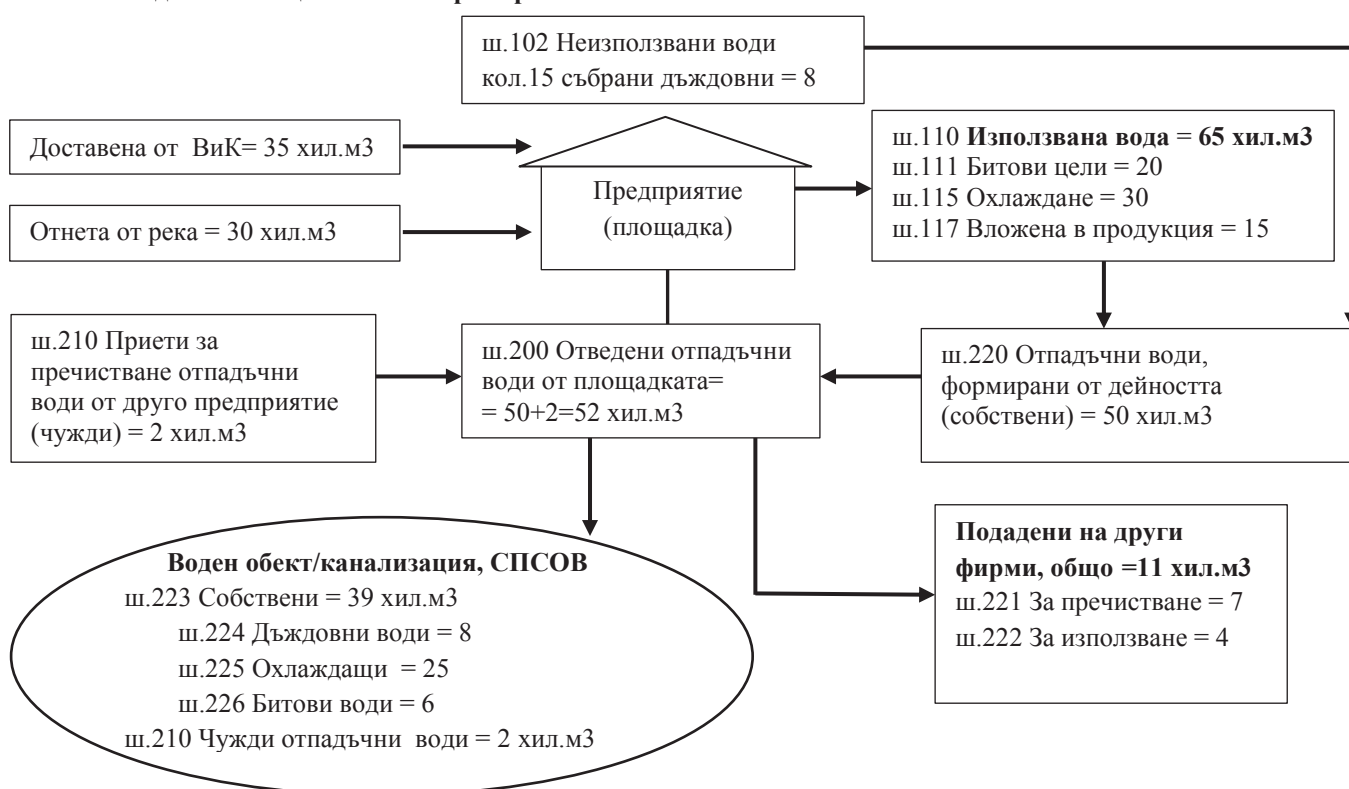 ш.102 Неизползвани води
кол.15 събрани дъждовни = 8
Доставена от ВиК= 35 хил.м3
Отнета от река = 30 хил.м3
Предприятие
(площадка)
ш.110 Използвана вода = 65 хил.м3
ш.111 Битови цели = 20
ш.115 Охлаждане = 30
ш.117 Вложена в продукция = 15
ш.210 Приети за
пречистване отпадъчни
води от друго предприятие
(чужди) = 2 хил.м3
ш.200 Отведени отпадъчни
води от площадката=
= 50+2=52 хил.м3
ш.220 Отпадъчни води,
формирани от дейността
(собствени) = 50 хил.м3
Воден обект/канализация, СПСОВ
ш.223 Собствени = 39 хил.м3
ш.224 Дъждовни води = 8
ш.225 Охлаждащи = 25
ш.226 Битови води = 6
ш.210 Чужди отпадъчни води = 2 хил.м3
Подадени на други
фирми, общо =11 хил.м3
ш.221 За пречистване = 7
ш.222 За използване = 4